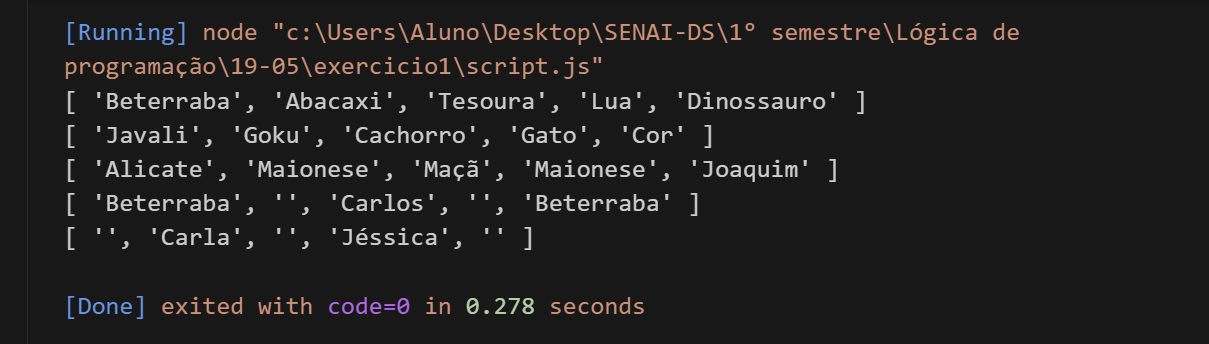 [Running] node "c:\Users\Aluno\Desktop\SENAI-DS\1º semestre\Lógica de
programação\19-05\exercicio1\script.js"
[ 'Beterraba', 'Abacaxi', 'Tesoura', 'Lua', 'Dinossauro' ]
[ 'Javali', 'Goku', 'Cachorro', 'Gato', 'Cor' ]
[ 'Alicate', 'Maionese', 'Maçã', 'Maionese', 'Joaquim' ]
[ 'Beterraba', '', 'Carlos', '', 'Beterraba' ]
[ '', 'Carla', '', 'Jéssica', '' ]
[Done] exited with code=0 in 0.278 seconds